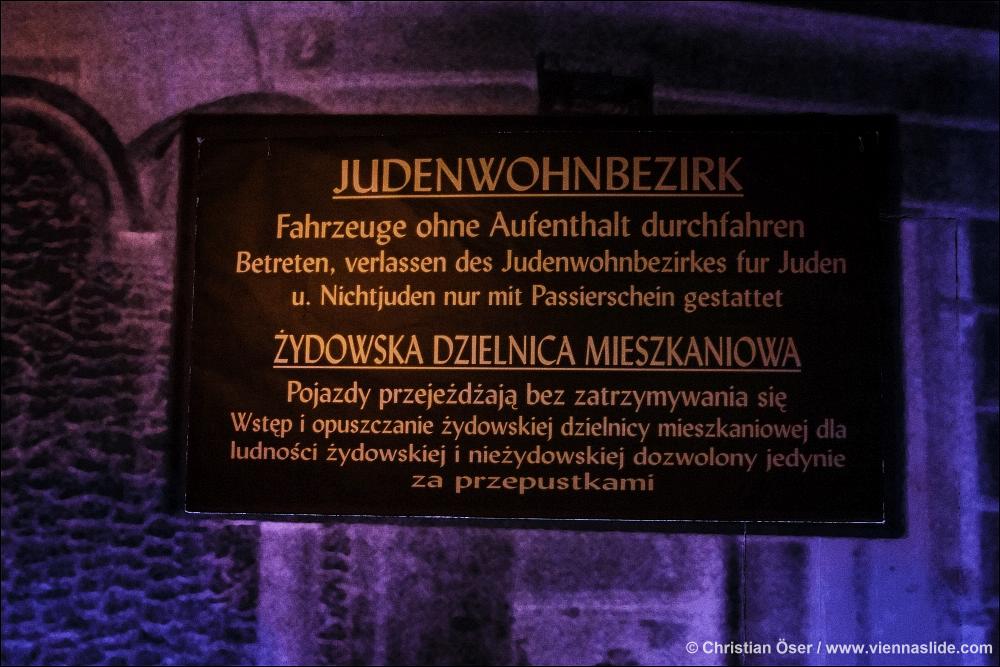 JUDENWOHNBEZIRK
Fahrzeuge ohne Aufenthalt durchfahren
Betreten, verlassen des Judenwohnbezirkes fur Juden
u. Nichtjuden nur mit Passierschein gestattet
ŻYDOWSKA DZIELNICA MIESZKANIOWA
Pojazdy przejeżdżają bez zatrzymywania się
Wstęp i opuszczanie żydowskiej dzielnicy mieszkaniowej dla
ludności żydowskiej i nieżydowskiej dozwolony jedynie
za przepustkami
© Christian Öser / www.viennaslide.com